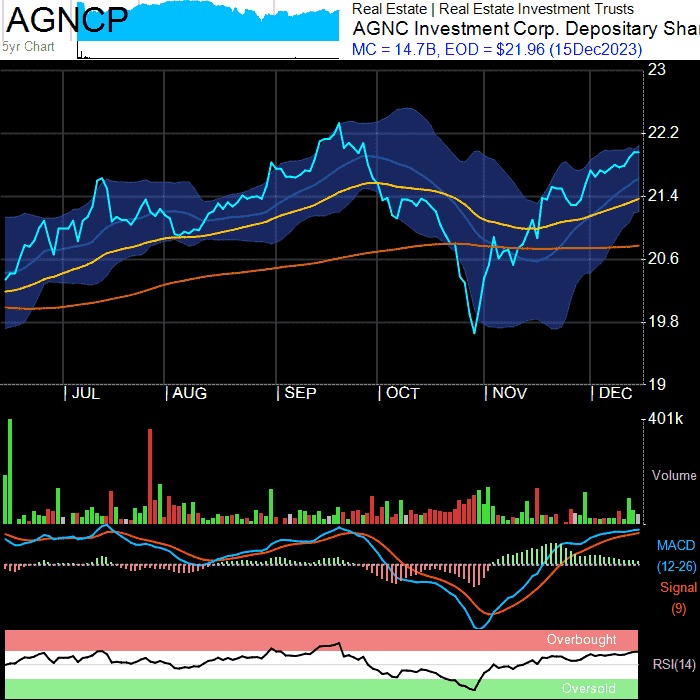 AGNCP
5yr Chart
Real Estate | Real Estate Investment Trusts
AGNC Investment Corp. Depositary Shar
MC = 14.7B, EOD = $21.96 (15Dec2023)
23
22.2
21.4
20.6
19.8
19
| JUL | AUG | SEP | OCT | NOV | DEC
401k
Volume
MACD
(12-26)
Signal
(9)
Overbought
RSI(14)
Oversold